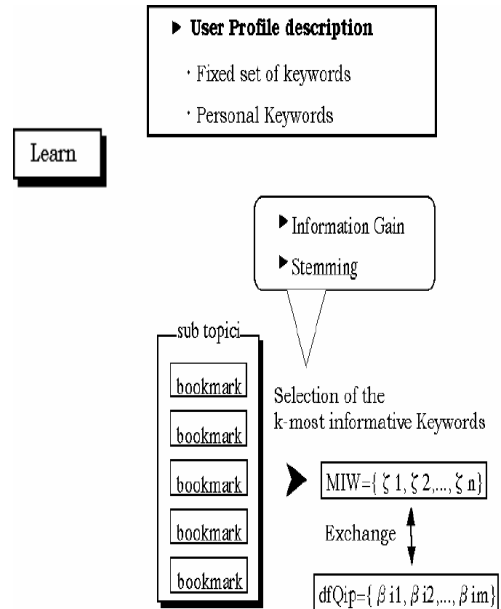 ▶ User Profile description
・Fixed set of keywords
・Personal Keywords
Learn
▶ Information Gain
▶ Stemming
sub topici
bookmark
bookmark
bookmark
bookmark
bookmark
Selection of the
k-most informative Keywords
MIW={ ζ 1, ζ 2,..., ζ n}
Exchange
dfQip={ β i1, β i2,..., β im}